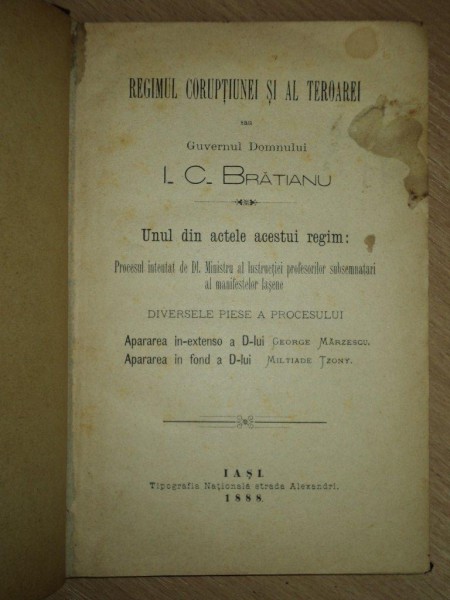 REGIMUL CORUPȚIUNEI ȘI AL TEROAREI
sau
Guvernul Domnului
I. C. BRĂTIANU
Unul din actele acestui regim:
Procesul intentat de Dl. Ministru al Instrucției profesorilor subsemnatari
al manifestelor Iașene
DIVERSELE PIESE A PROCESULUI
Apararea in-extenso a D-lui GEORGE MÂRZESCU.
Apararea in fond a D-lui MILTIADE TZONY.
IAȘI.
Tipografia Națională strada Alexandri.
1888.